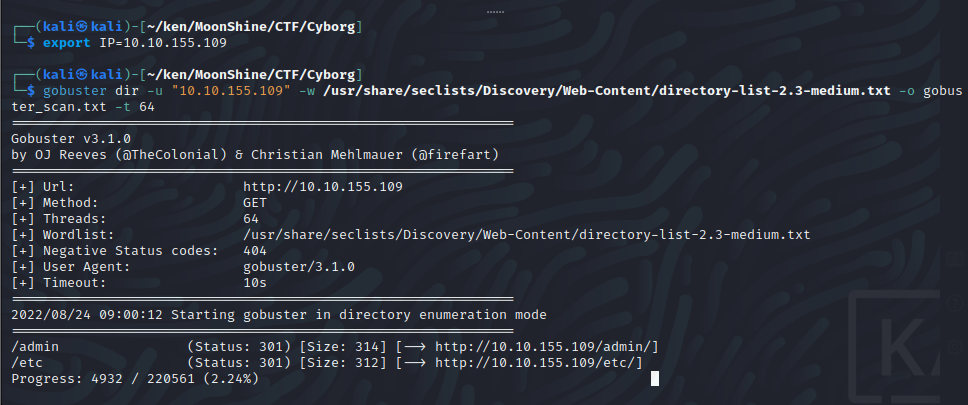 ......
┌──(kali㉿kali)-[~/ken/MoonShine/CTF/Cyborg]
└─$ export IP=10.10.155.109
┌──(kali㉿kali)-[~/ken/MoonShine/CTF/Cyborg]
└─$ gobuster dir -u "10.10.155.109" -w /usr/share/seclists/Discovery/Web-Content/directory-list-2.3-medium.txt -o gobus
ter_scan.txt -t 64
===============================================================
Gobuster v3.1.0
by OJ Reeves (@TheColonial) & Christian Mehlmauer (@firefart)
===============================================================
[+] Url:                     http://10.10.155.109
[+] Method:                  GET
[+] Threads:                 64
[+] Wordlist:                /usr/share/seclists/Discovery/Web-Content/directory-list-2.3-medium.txt
[+] Negative Status codes:   404
[+] User Agent:              gobuster/3.1.0
[+] Timeout:                 10s
===============================================================
2022/08/24 09:00:12 Starting gobuster in directory enumeration mode
===============================================================
/admin                (Status: 301) [Size: 314] [--> http://10.10.155.109/admin/]
/etc                  (Status: 301) [Size: 312] [--> http://10.10.155.109/etc/]
Progress: 4932 / 220561 (2.24%)